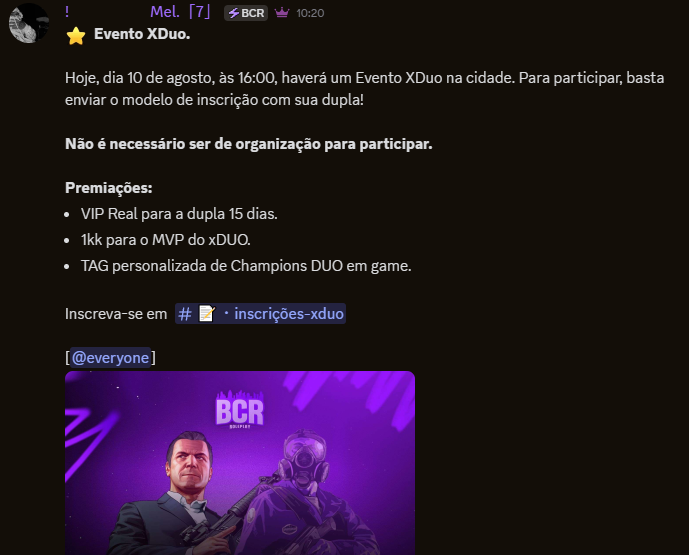 ! Mel. ⎡7⎦ BCR 10:20
⭐ Evento XDuo.
Hoje, dia 10 de agosto, às 16:00, haverá um Evento XDuo na cidade. Para participar, basta
enviar o modelo de inscrição com sua dupla!
Não é necessário ser de organização para participar.
Premiações:
• VIP Real para a dupla 15 dias.
• 1kk para o MVP do xDUO.
• TAG personalizada de Champions DUO em game.
Inscreva-se em # 📝・inscrições-xduo
[@everyone]
BCR
ROLEPLAY